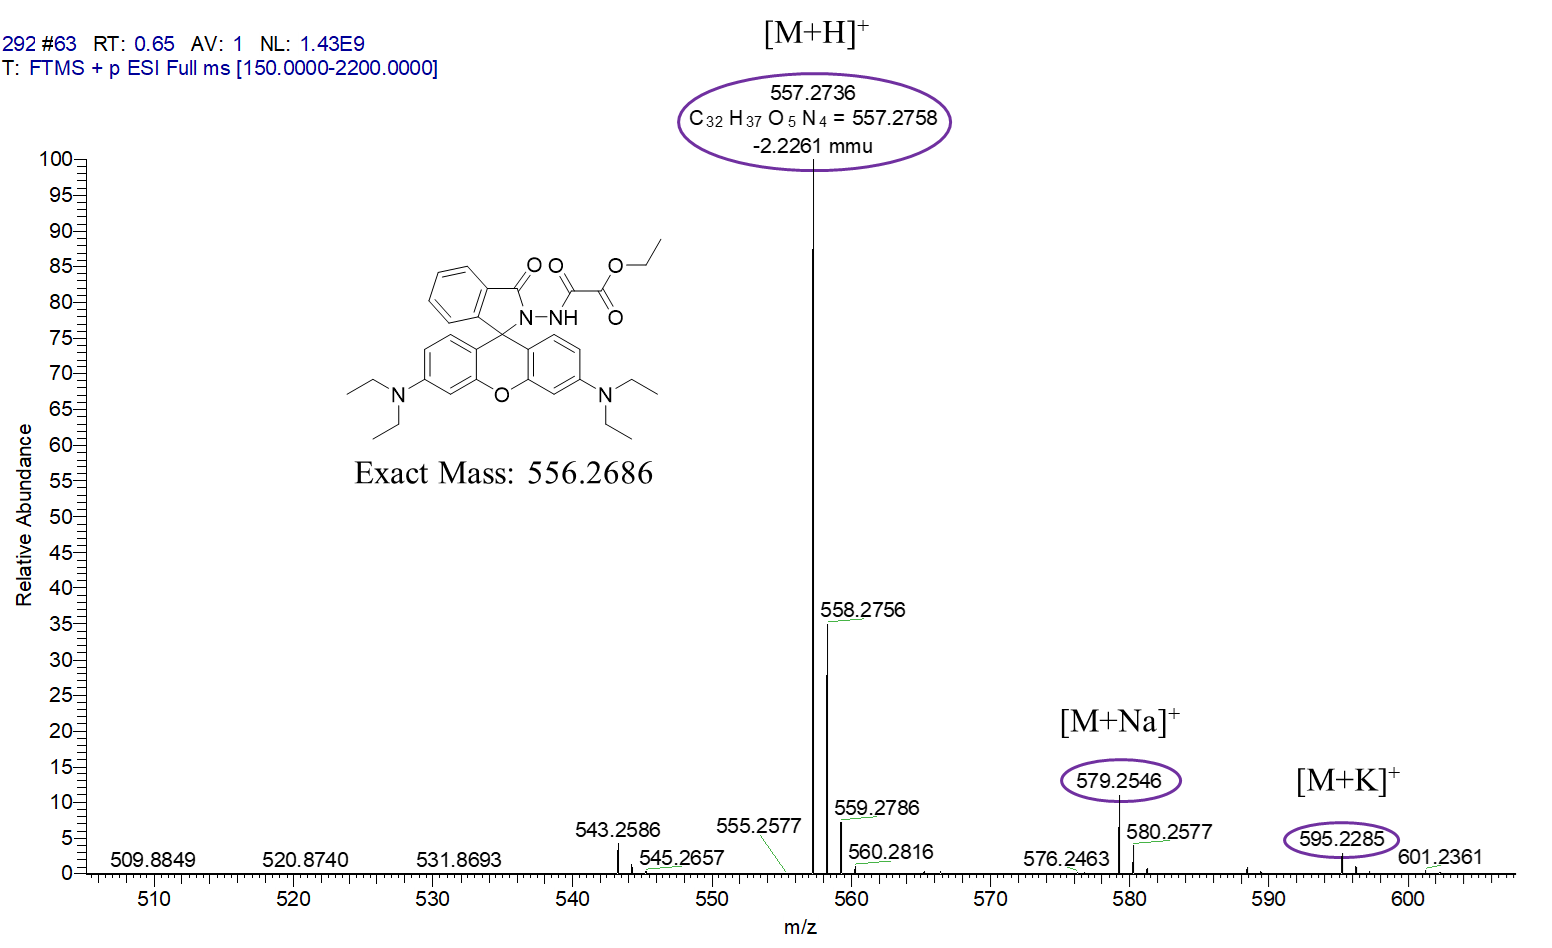 292 #63 RT: 0.65 AV: 1 NL: 1.43E9
T: FTMS + p ESI Full ms [150.0000-2200.0000]
[M+H]+
557.2736
C 32 H 37 O 5 N 4 = 557.2758
-2.2261 mmu
O
O
O
O
N
NH
N
O
N
Exact Mass: 556.2686
558.2756
[M+Na]+
579.2546
[M+K]+
595.2285
559.2786
555.2577
543.2586
580.2577
560.2816
545.2657
576.2463
601.2361
509.8849
520.8740
531.8693
Relative Abundance
100
95
90
85
80
75
70
65
60
55
50
45
40
35
30
25
20
15
10
5
0
510 520 530 540 550 560 570 580 590 600
m/z